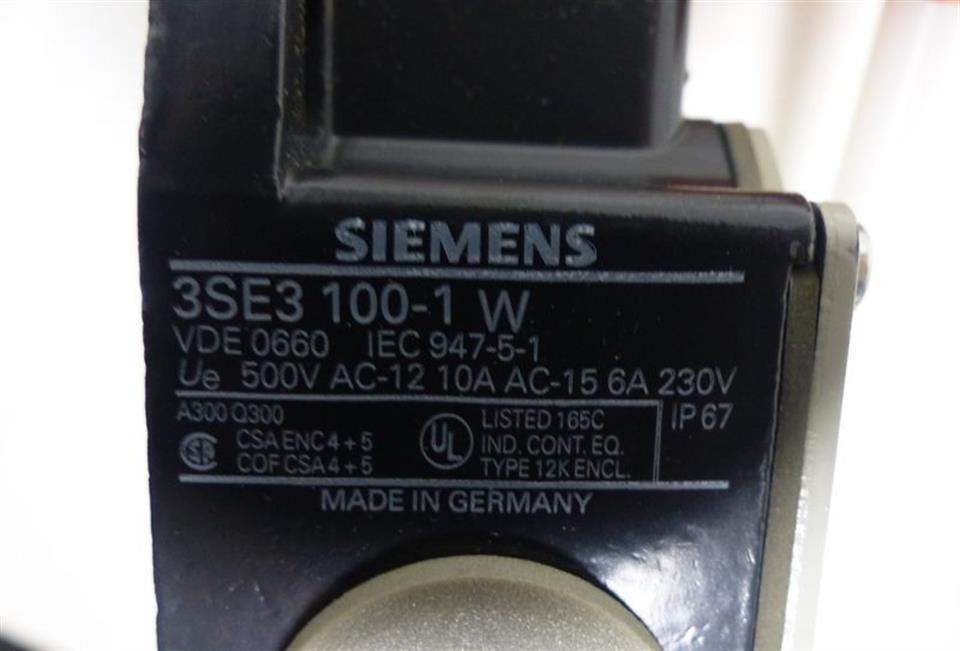 SIEMENS
3SE3 100-1 W
VDE 0660 IEC 947-5-1
Ue 500V AC-12 10A AC-15 6A 230V
A300 Q300
CSA ENC 4+5
COF CSA 4+5
UL
LISTED 165C
IND. CONT. EQ.
TYPE 12K ENCL.
IP 67
MADE IN GERMANY